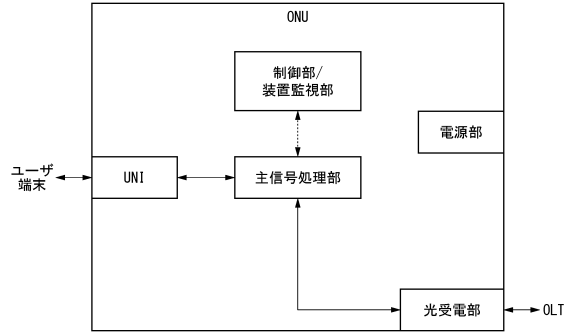 ONU
制御部/
装置監視部
電源部
ユーザ
端末
UNI
主信号処理部
光受電部
OLT